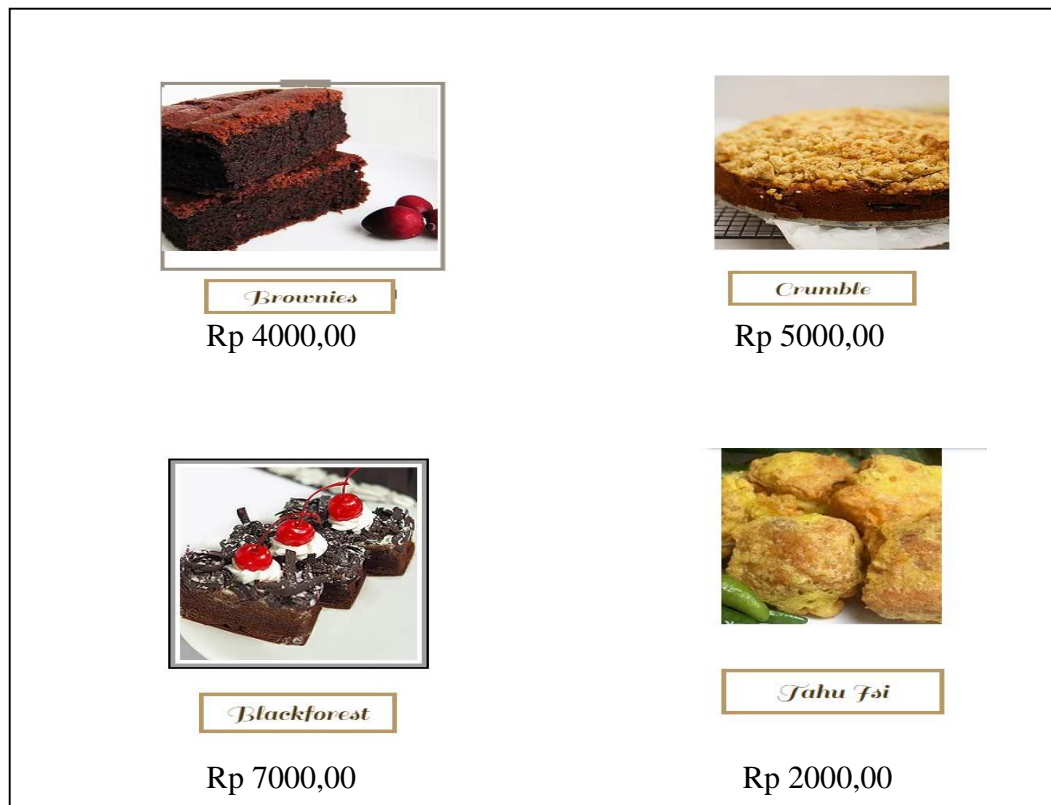 Brownies
Rp 4000,00
Crumble
Rp 5000,00
Blackforest
Rp 7000,00
Tahu Isi
Rp 2000,00